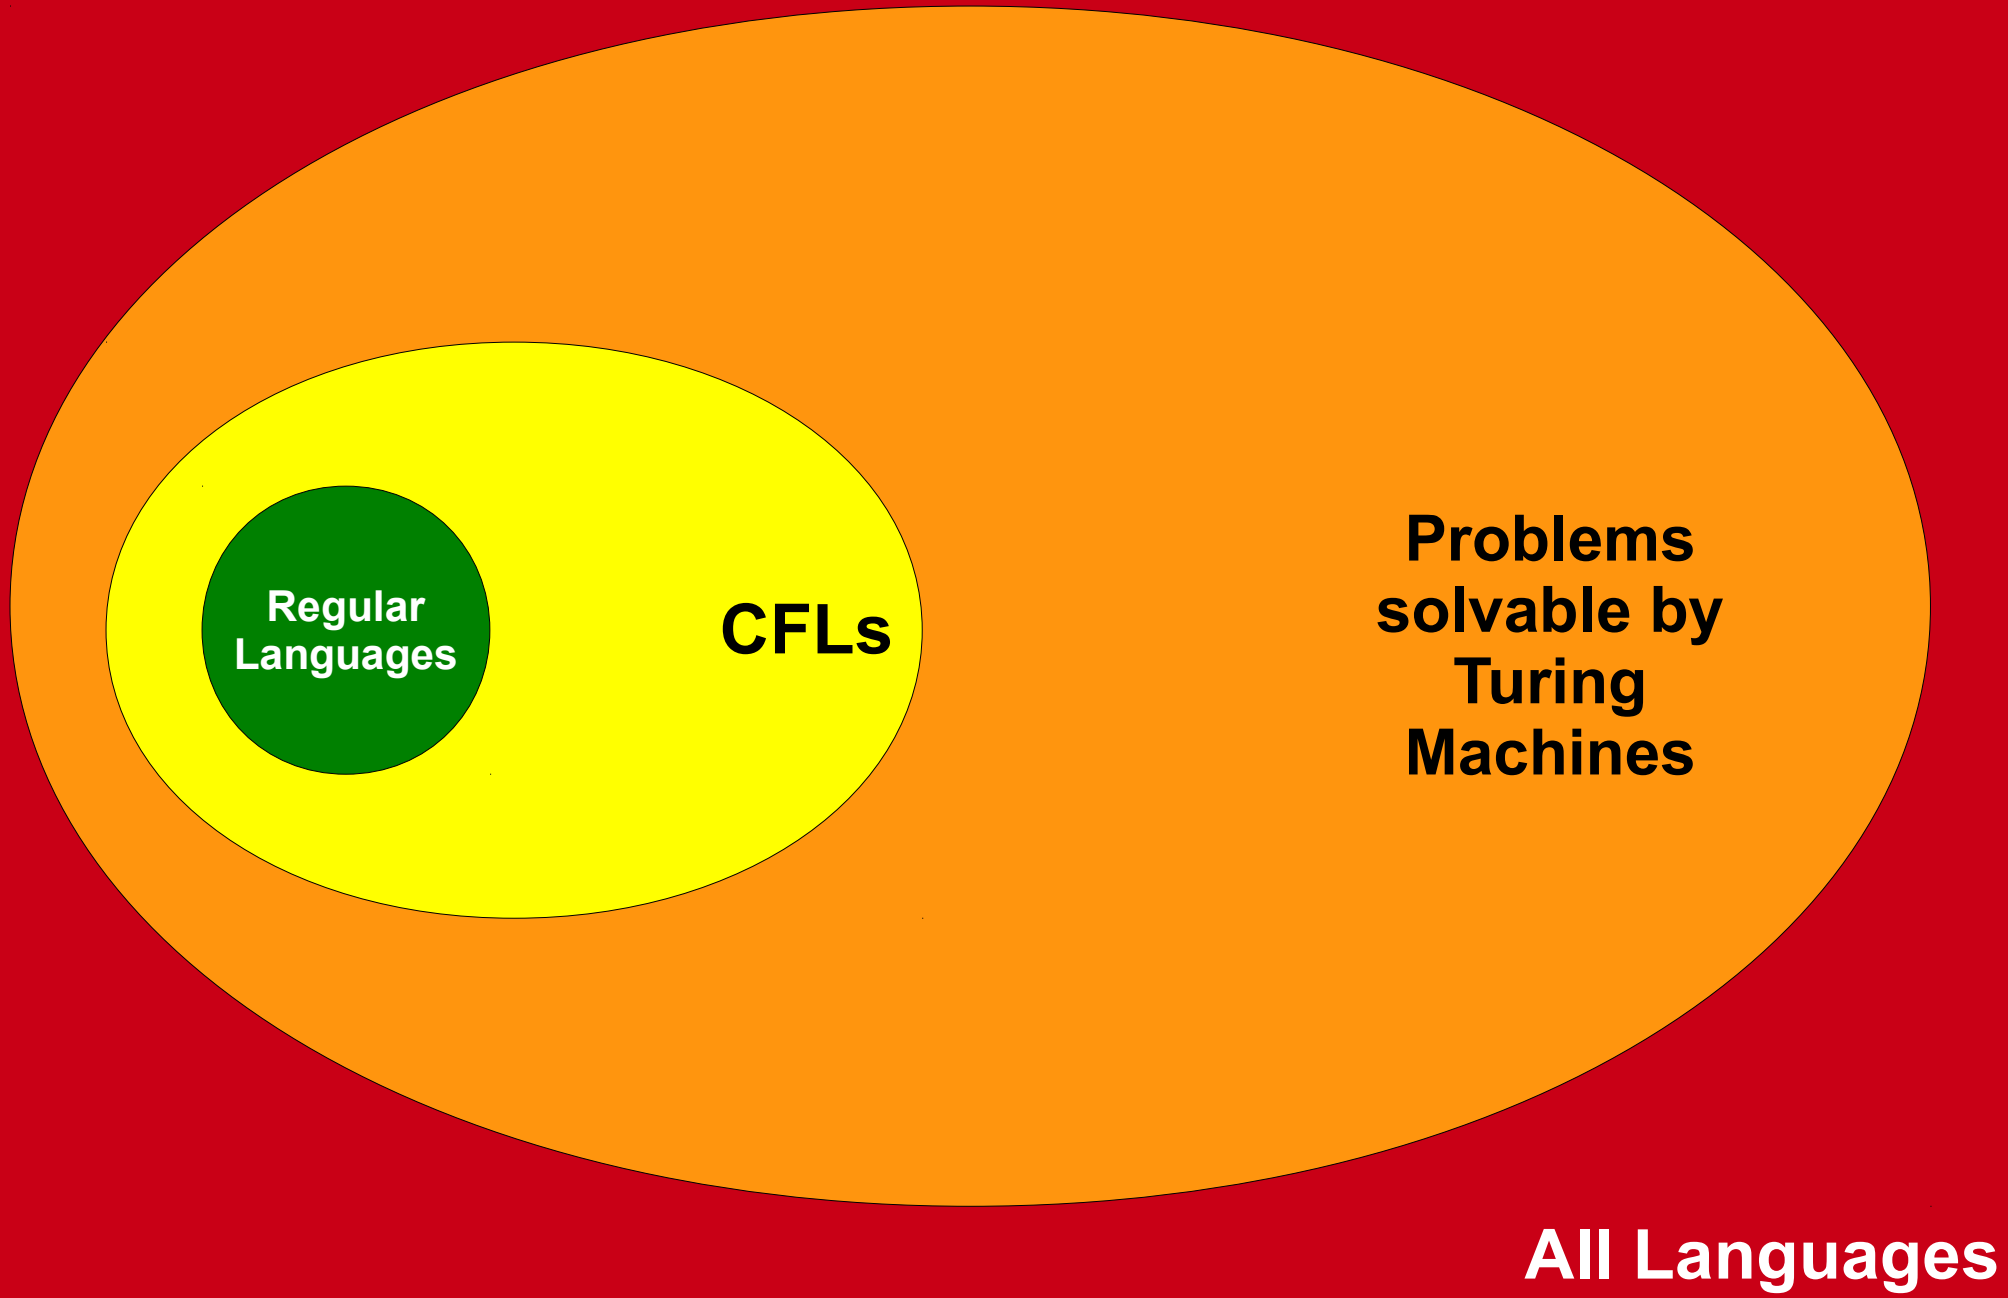 Regular
Languages
CFLs
Problems
solvable by
Turing
Machines
All Languages